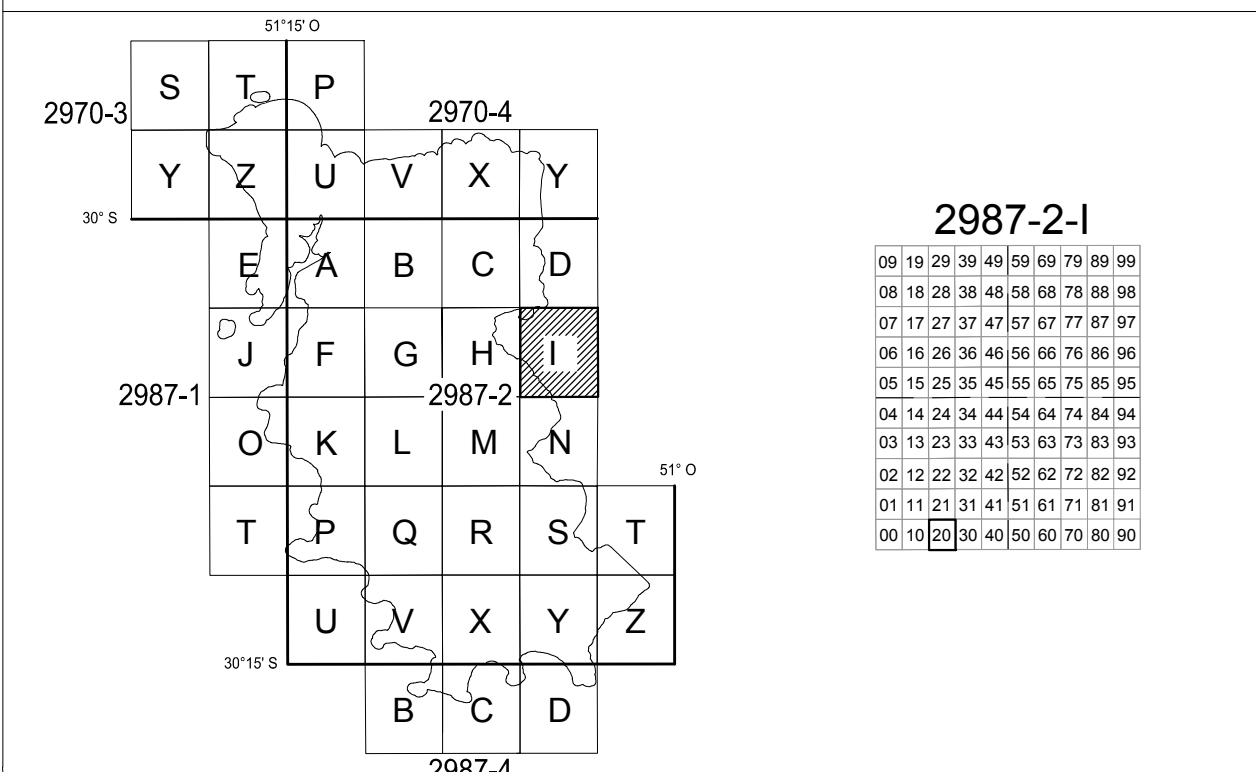 51°15' O
S T P
2970-3 2970-4
Y Z U V X Y
30° S
E A B C D
J F G H I
2987-1 2987-2
O K L M N
51° O
T P Q R S T
U V X Y Z
30°15' S
B C D
2987-4
2987-2-I
09 19 29 39 49 59 69 79 89 99
08 18 28 38 48 58 68 78 88 98
07 17 27 37 47 57 67 77 87 97
06 16 26 36 46 56 66 76 86 96
05 15 25 35 45 55 65 75 85 95
04 14 24 34 44 54 64 74 84 94
03 13 23 33 43 53 63 73 83 93
02 12 22 32 42 52 62 72 82 92
01 11 21 31 41 51 61 71 81 91
00 10 20 30 40 50 60 70 80 90